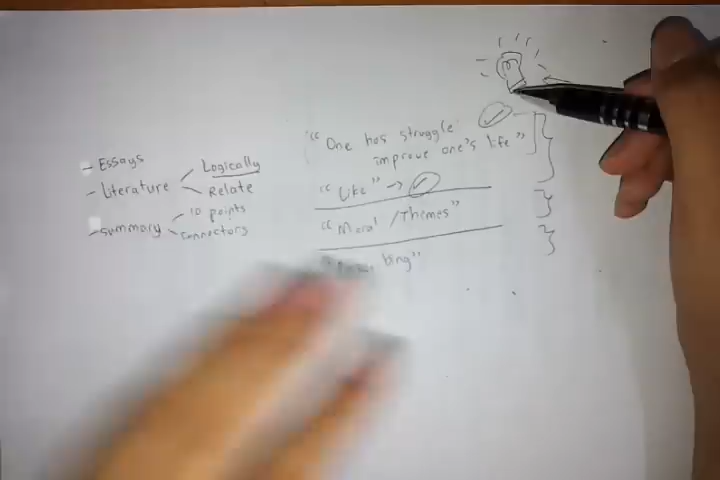 - Essays
- Literature
Logically
Relate
- Summary
10 points
connectors
"One has struggle
improve one's life"
"Like" →
"Moral / Themes"